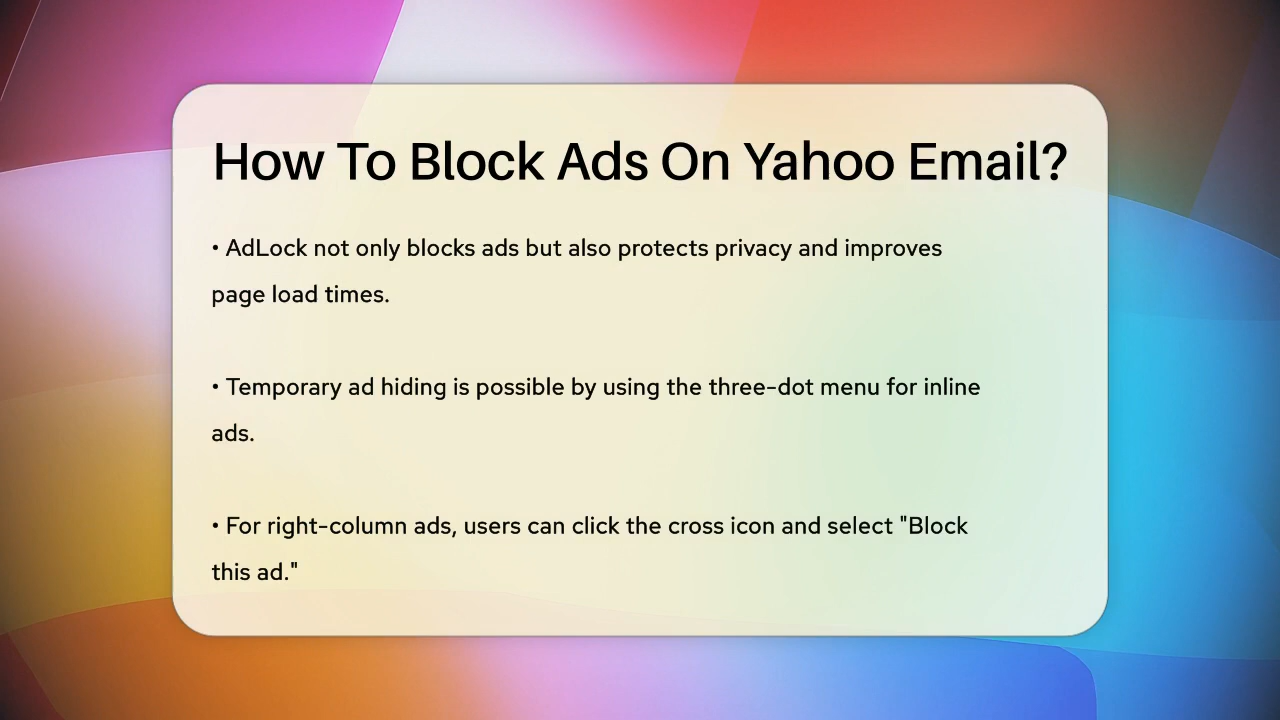 How To Block Ads On Yahoo Email?
• AdLock not only blocks ads but also protects privacy and improves
page load times.
• Temporary ad hiding is possible by using the three-dot menu for inline
ads.
• For right-column ads, users can click the cross icon and select "Block
this ad."